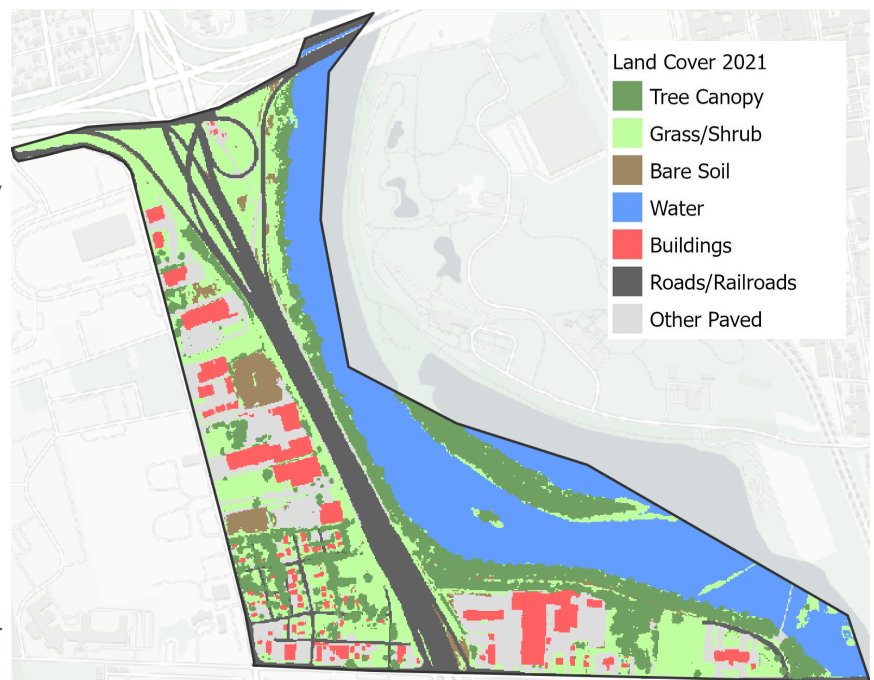 Land Cover 2021
Tree Canopy
Grass/Shrub
Bare Soil
Water
Buildings
Roads/Railroads
Other Paved